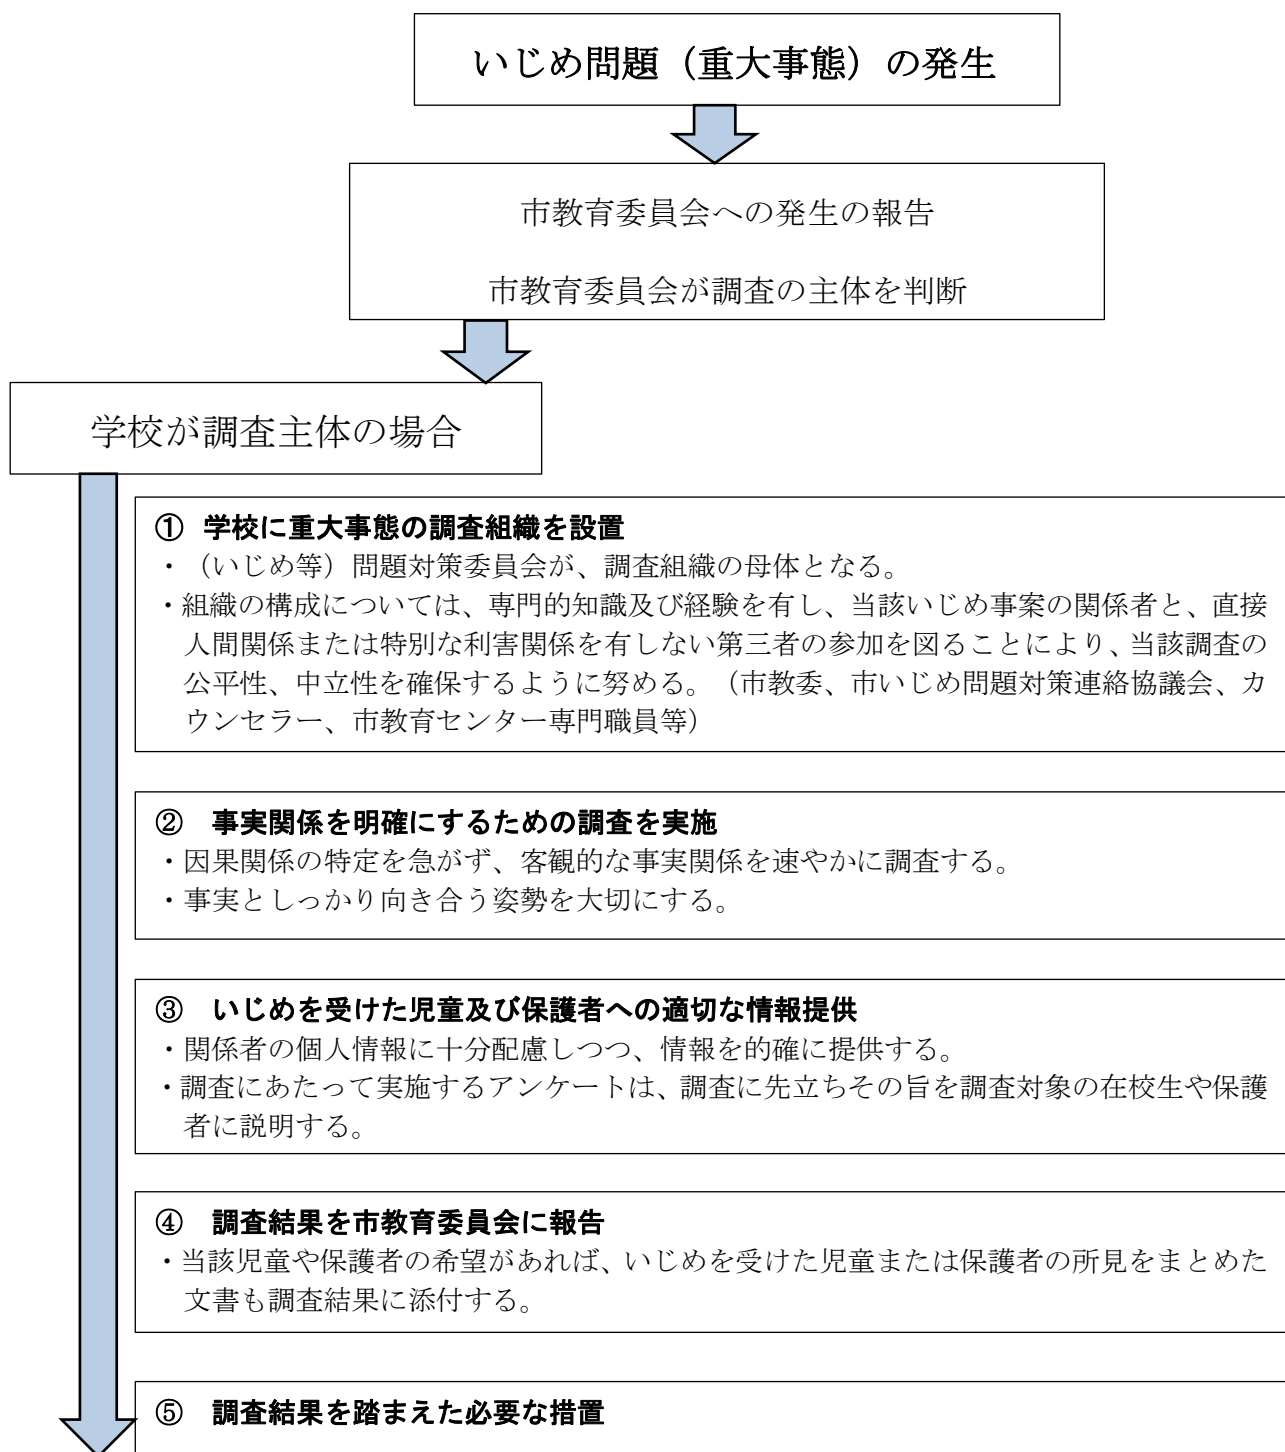 いじめ問題（重大事態）の発生
市教育委員会への発生の報告
市教育委員会が調査の主体を判断
学校が調査主体の場合
① 学校に重大事態の調査組織を設置
・（いじめ等）問題対策委員会が、調査組織の母体となる。
・組織の構成については、専門的知識及び経験を有し、当該いじめ事案の関係者と、直接
人間関係または特別な利害関係を有しない第三者の参加を図ることにより、当該調査の
公平性、中立性を確保するように努める。（市教委、市いじめ問題対策連絡協議会、カ
ウンセラー、市教育センター専門職員等）
② 事実関係を明確にするための調査を実施
・因果関係の特定を急がず、客観的な事実関係を速やかに調査する。
・事実としっかり向き合う姿勢を大切にする。
③ いじめを受けた児童及び保護者への適切な情報提供
・関係者の個人情報に十分配慮しつつ、情報を的確に提供する。
・調査にあたって実施するアンケートは、調査に先立ちその旨を調査対象の在校生や保護
者に説明する。
④ 調査結果を市教育委員会に報告
・当該児童や保護者の希望があれば、いじめを受けた児童または保護者の所見をまとめた
文書も調査結果に添付する。
⑤ 調査結果を踏まえた必要な措置